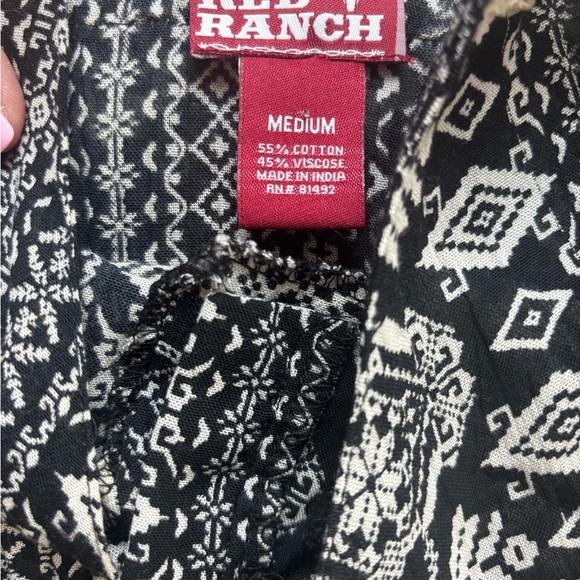 RED
RANCH
MEDIUM
55% COTTON
45% VISCOSE
MADE IN INDIA
RN# 81492